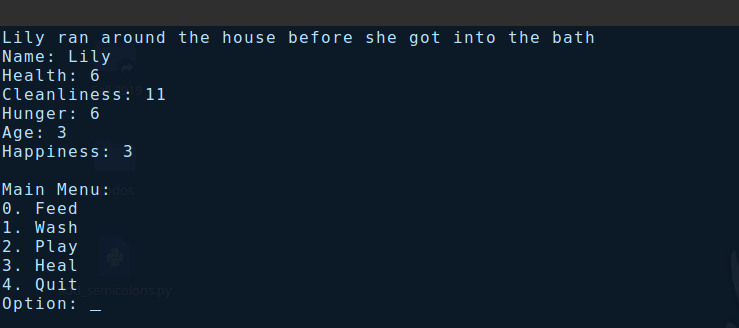 Lily ran around the house before she got into the bath
Name: Lily
Health: 6
Cleanliness: 11
Hunger: 6
Age: 3
Happiness: 3
Main Menu:
0. Feed
1. Wash
2. Play
3. Heal
4. Quit
Option: _